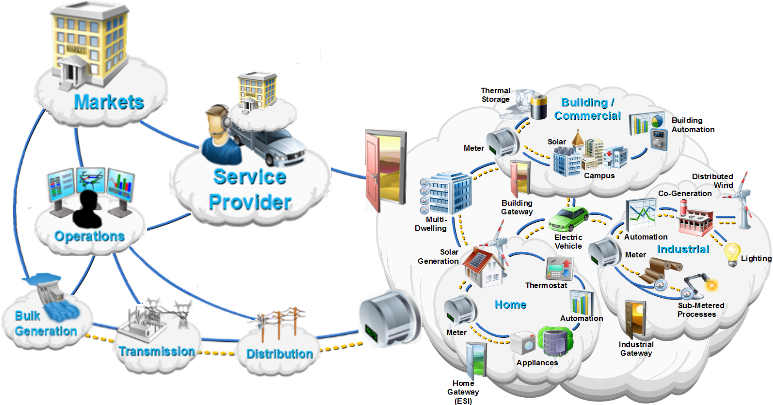 MARKET
Markets
Service
Provider
Operations
Bulk
Generation
Transmission
Distribution
Thermal
Storage
Building /
Commercial
Building
Automation
Meter
Solar
Campus
Building
Gateway
Multi-
Dwelling
Electric
Vehicle
Distributed
Wind
Co-Generation
Automation
Industrial
Meter
Lighting
Sub-Metered
Processes
Industrial
Gateway
Solar
Generation
Thermostat
Home
Meter
Automation
Appliances
Home
Gateway
(ESI)